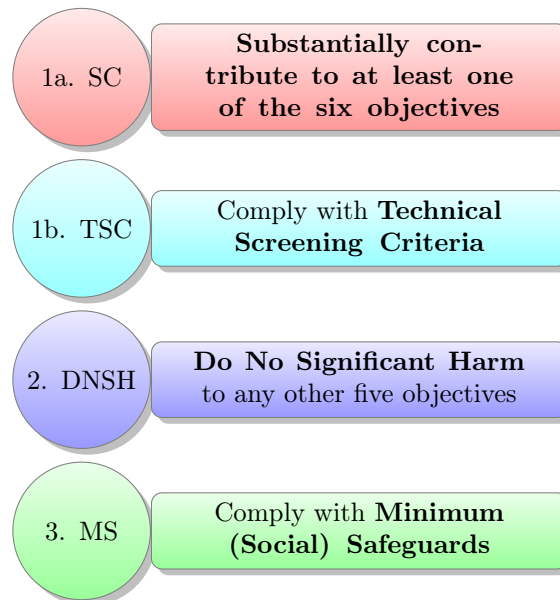 1a. SC
Substantially con-
tribute to at least one
of the six objectives
1b. TSC
Comply with Technical
Screening Criteria
2. DNSH
Do No Significant Harm
to any other five objectives
3. MS
Comply with Minimum
(Social) Safeguards